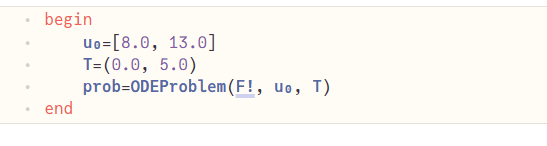 begin
u₀=[8.0, 13.0]
T=(0.0, 5.0)
prob=ODEProblem(F!, u₀, T)
end